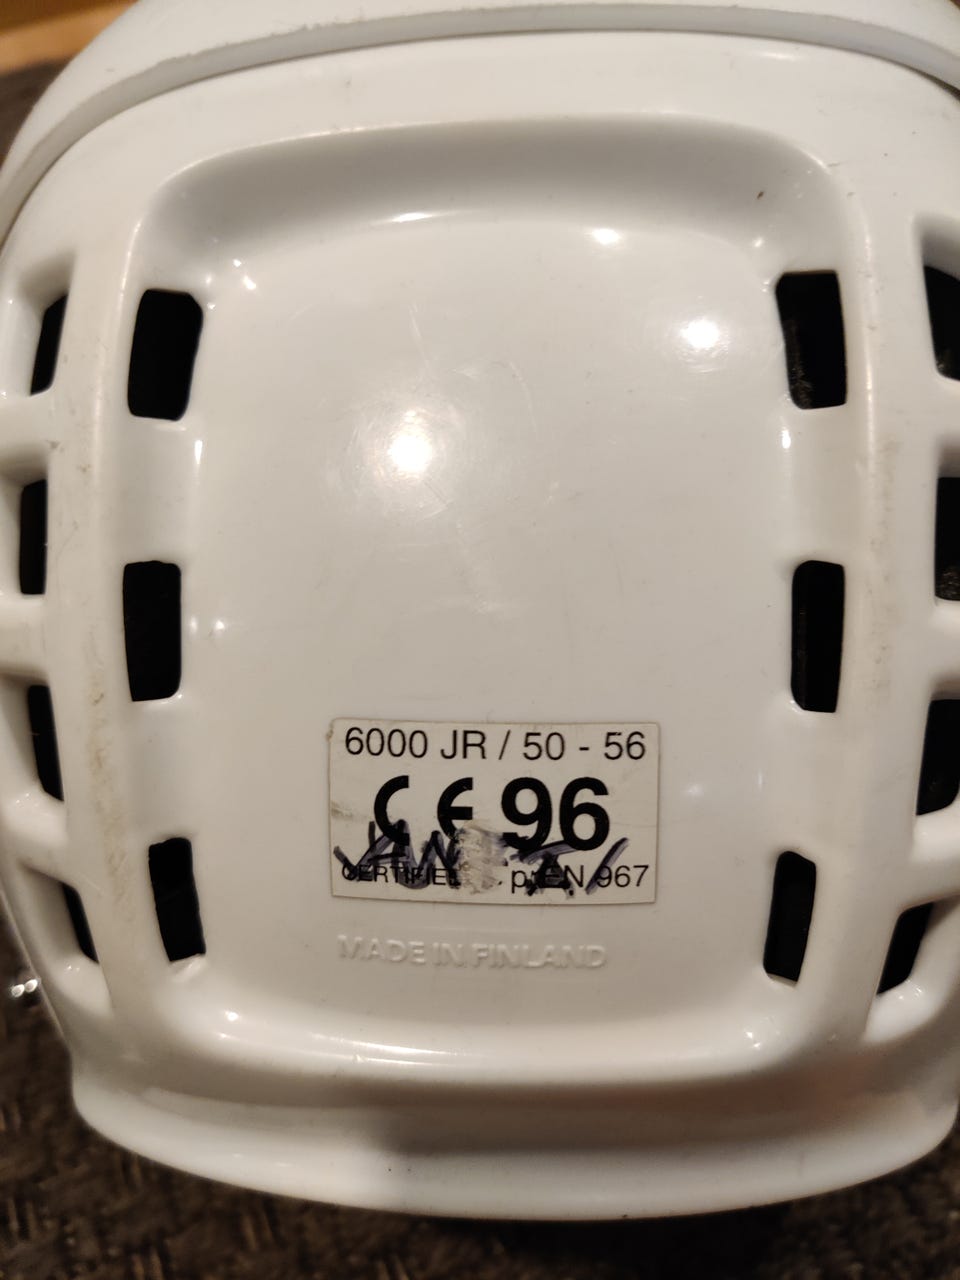 6000 JR / 50 - 56
CE 96
CERTIFIED prEN 967
MADE IN FINLAND